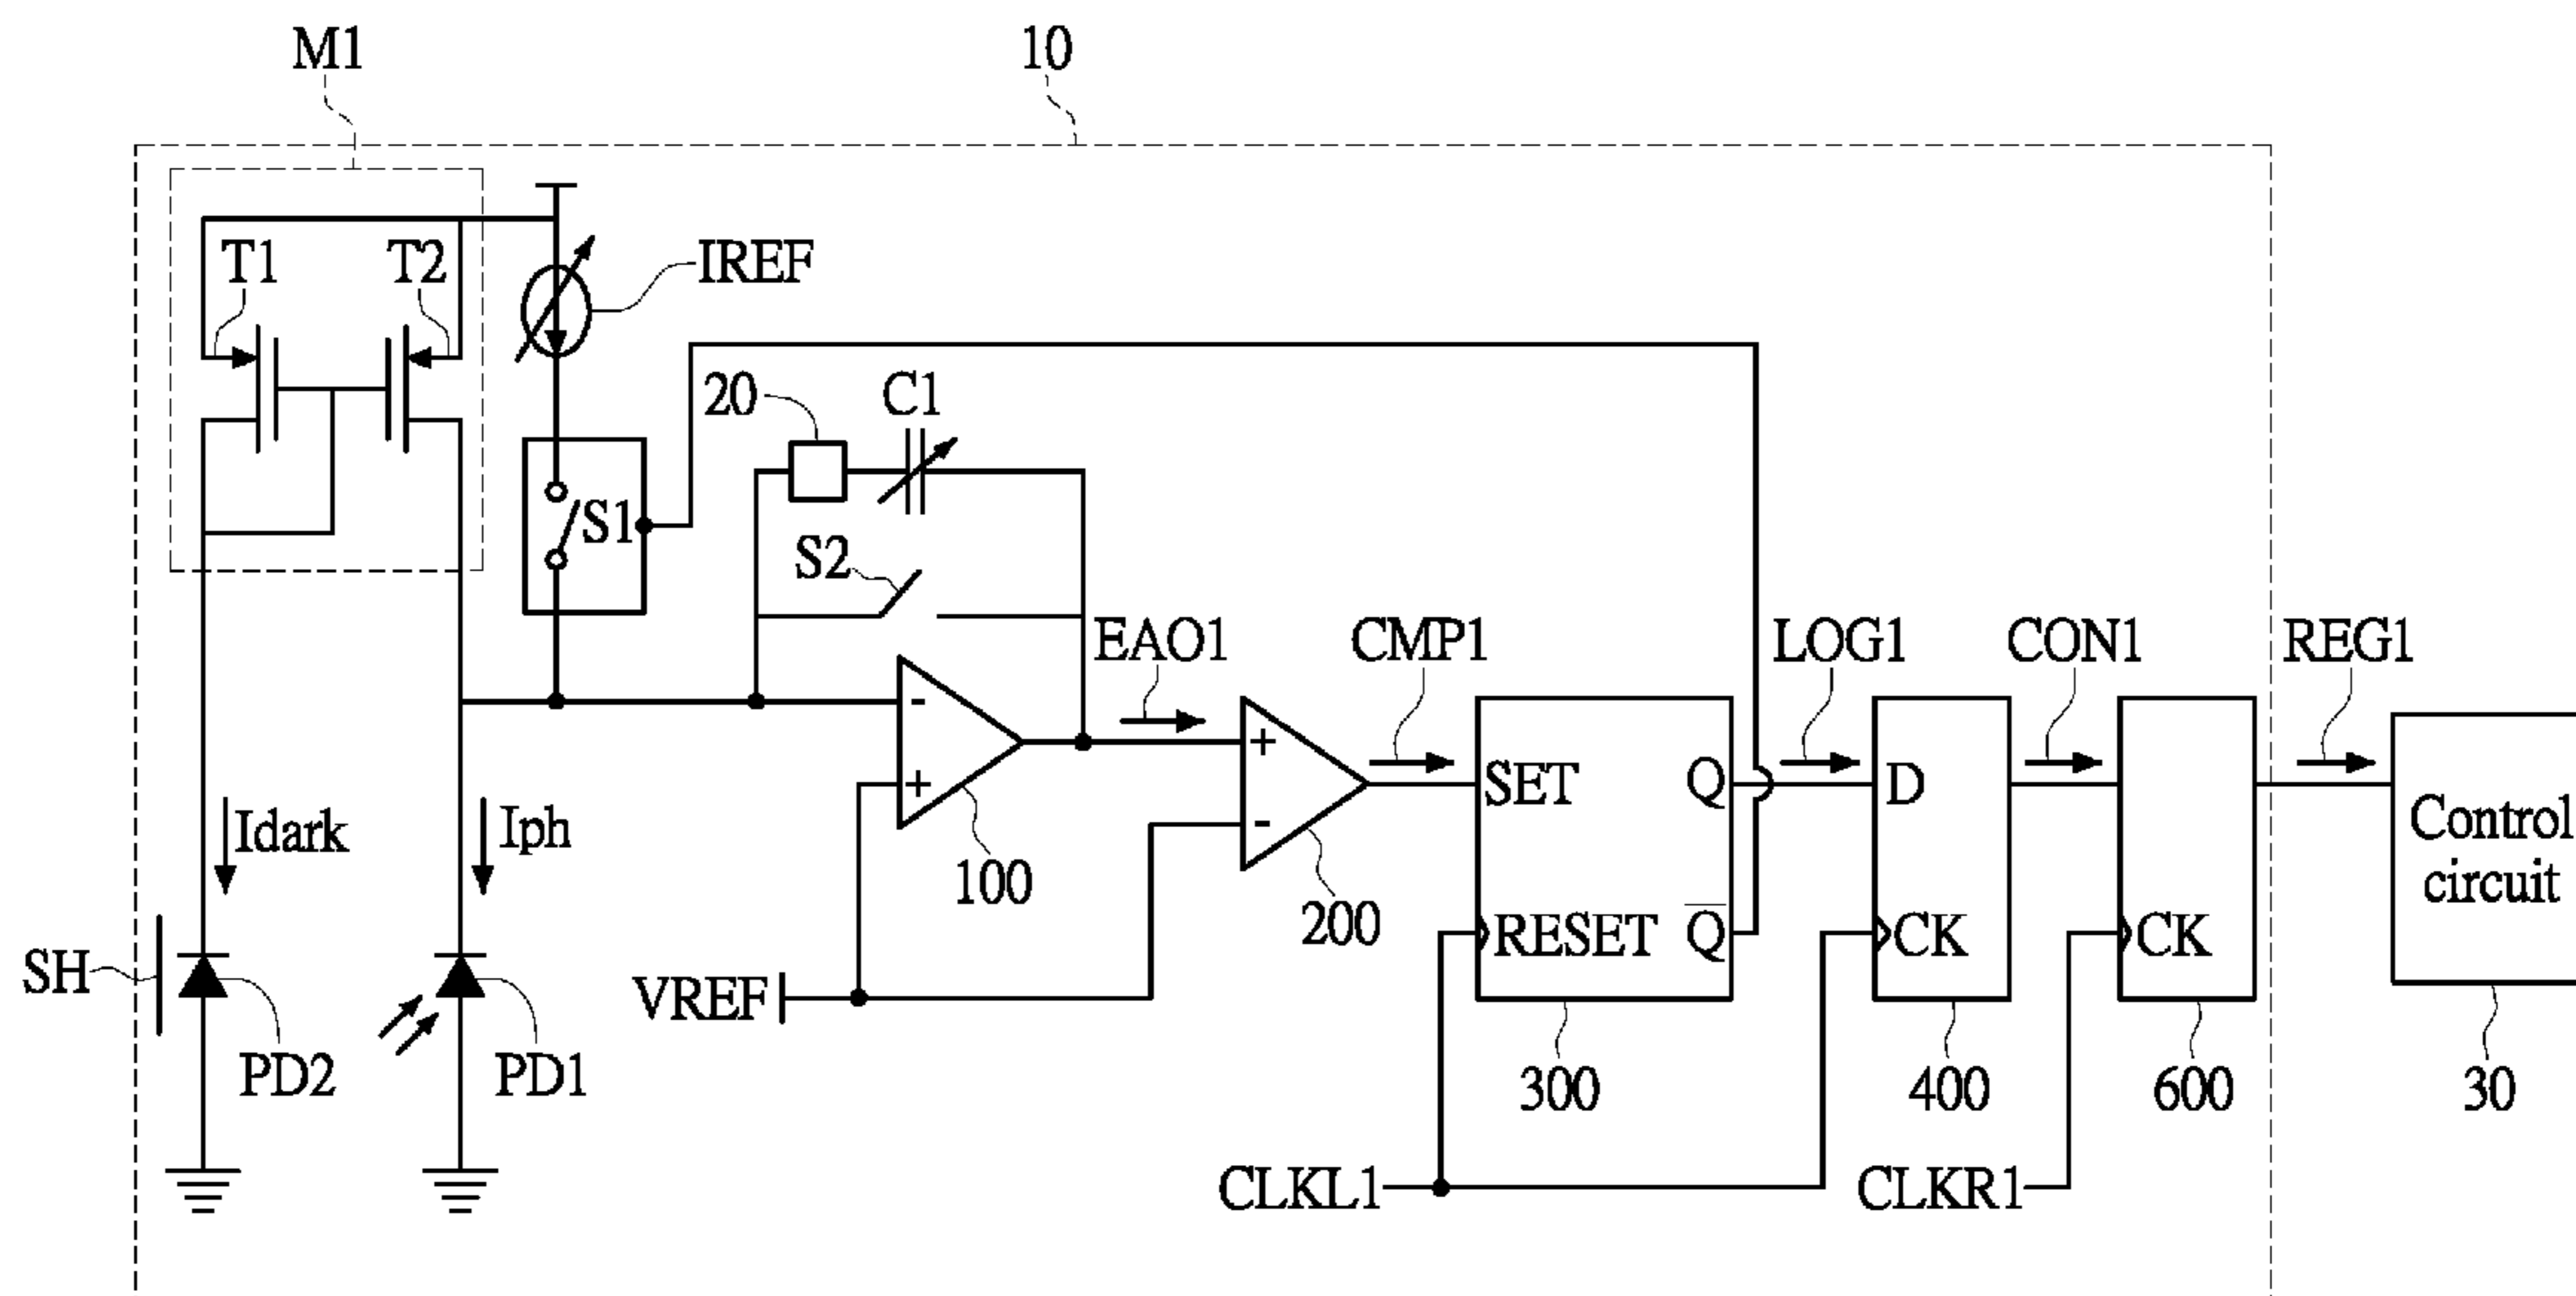 M1
10
T1
T2
IREF
20
C1
S1
S2
EAO1
CMP1
LOG1
CON1
REG1
-
+
+
-
SET
Q
D
Control
circuit
Idark
Iph
100
200
RESET
Q̅
CK
CK
SH
VREF
PD2
PD1
300
400
600
30
CLKL1
CLKR1